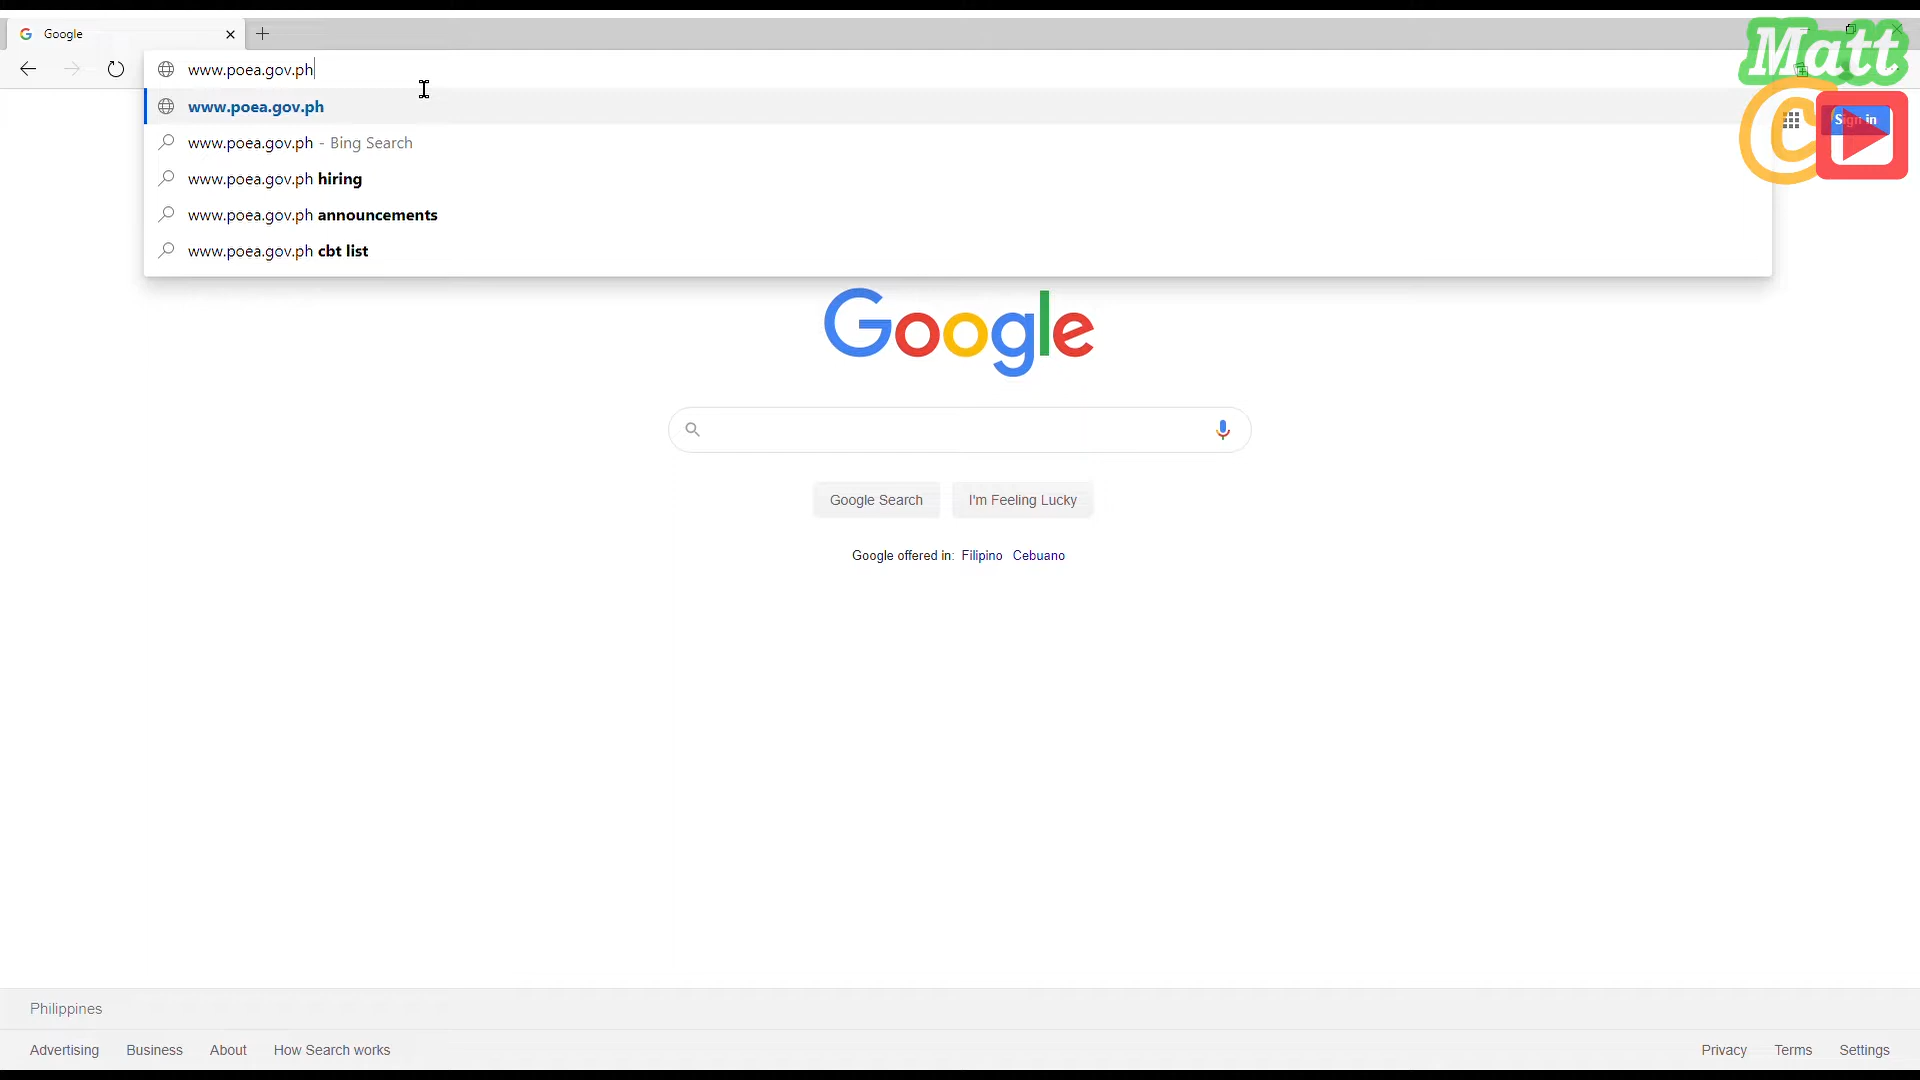 Google
www.poea.gov.ph
www.poea.gov.ph
www.poea.gov.ph - Bing Search
www.poea.gov.ph hiring
www.poea.gov.ph announcements
www.poea.gov.ph cbt list
Matt
C
Sign in
Google
Google Search
I'm Feeling Lucky
Google offered in: Filipino Cebuano
Philippines
Advertising Business About How Search works
Privacy Terms Settings